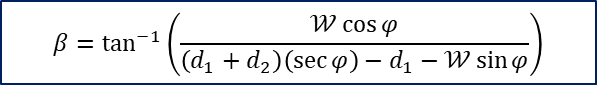 β = tan⁻¹ ( 𝒲 cos φ / ((d₁ + d₂)(sec φ) − d₁ − 𝒲 sin φ) )